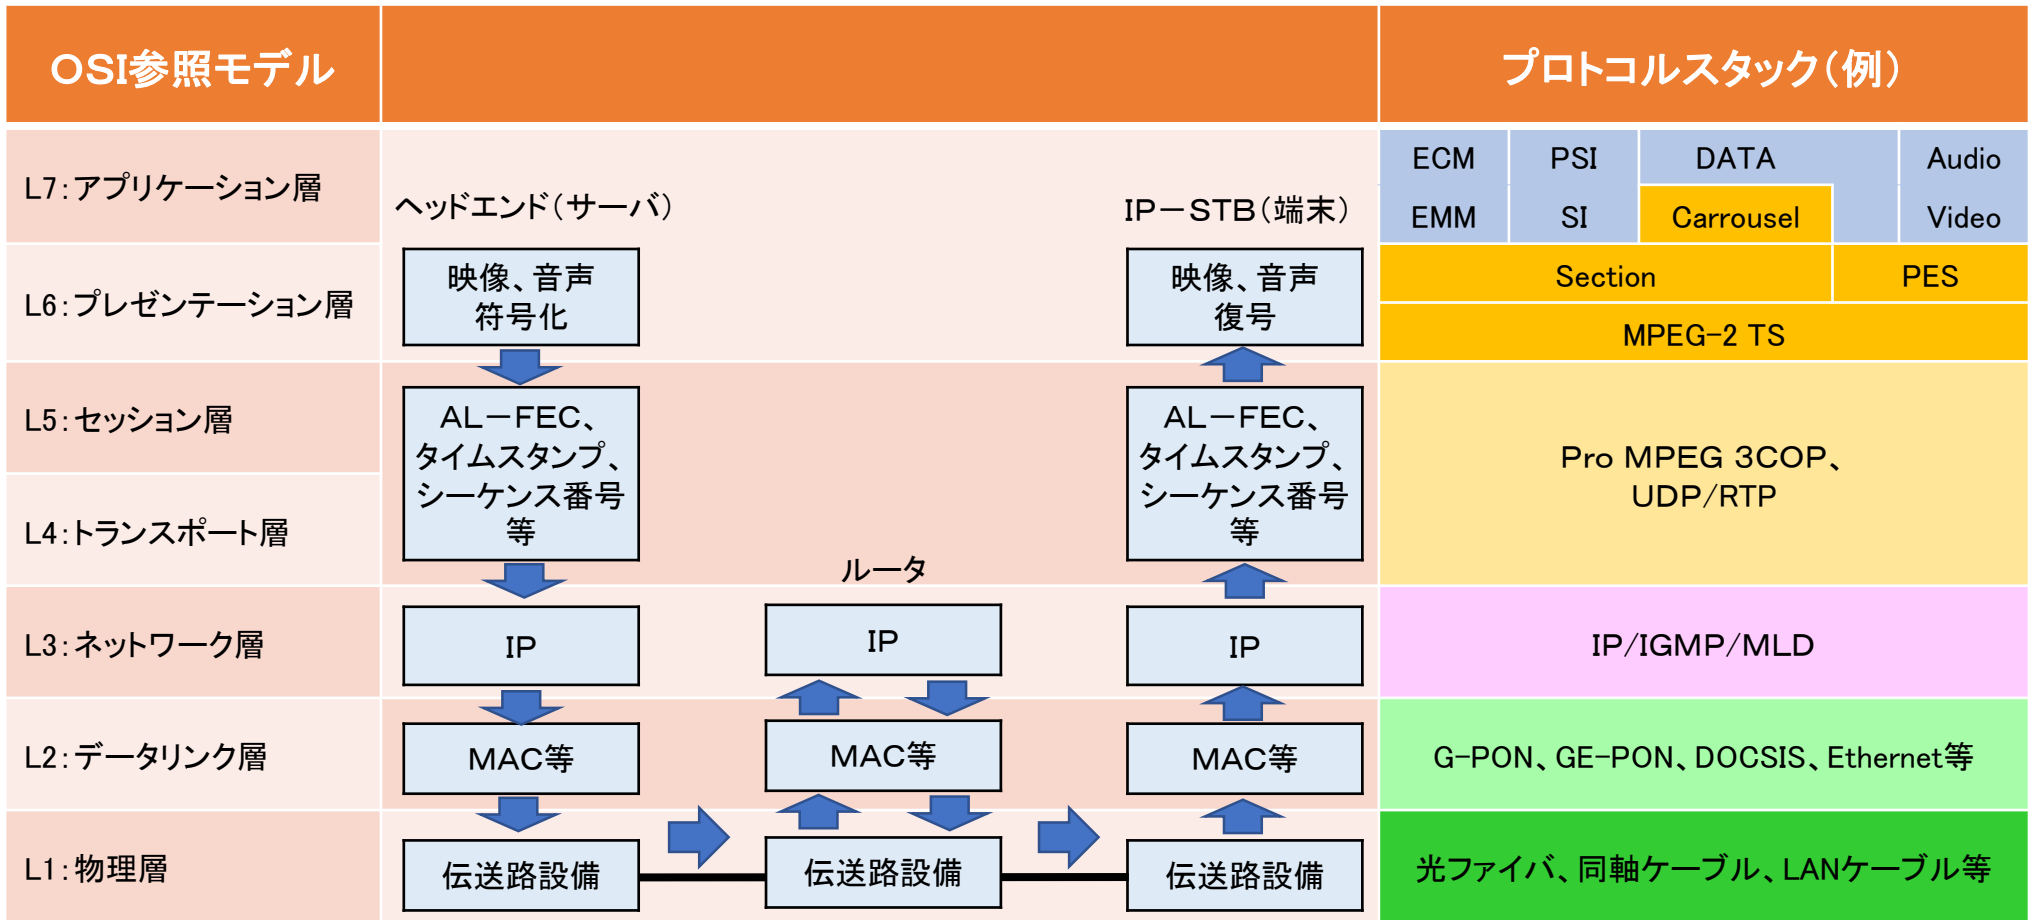 OSI参照モデル
プロトコルスタック（例）
L7：アプリケーション層
ヘッドエンド（サーバ）
IP－STB（端末）
ECM
PSI
DATA
Audio
EMM
SI
Carrousel
Video
L6：プレゼンテーション層
映像、音声
符号化
映像、音声
復号
Section
PES
MPEG-2 TS
L5：セッション層
L4：トランスポート層
AL－FEC、
タイムスタンプ、
シーケンス番号
等
AL－FEC、
タイムスタンプ、
シーケンス番号
等
Pro MPEG 3COP、
UDP/RTP
ルータ
L3：ネットワーク層
IP
IP
IP
IP/IGMP/MLD
L2：データリンク層
MAC等
MAC等
MAC等
G-PON、GE-PON、DOCSIS、Ethernet等
L1：物理層
伝送路設備
伝送路設備
伝送路設備
光ファイバ、同軸ケーブル、LANケーブル等